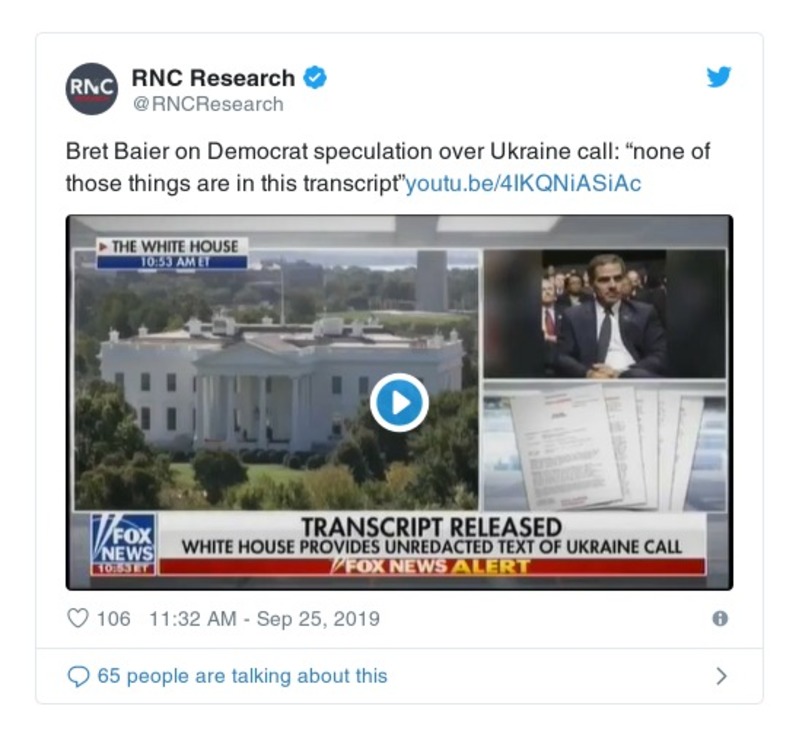 RNC
RNC Research
@RNCResearch
Bret Baier on Democrat speculation over Ukraine call: “none of
those things are in this transcript”youtu.be/4IKQNiASiAc
THE WHITE HOUSE
10:53 AM ET
FOX
NEWS
10:53 ET
TRANSCRIPT RELEASED
WHITE HOUSE PROVIDES UNREDACTED TEXT OF UKRAINE CALL
FOX NEWS ALERT
106 11:32 AM - Sep 25, 2019
65 people are talking about this